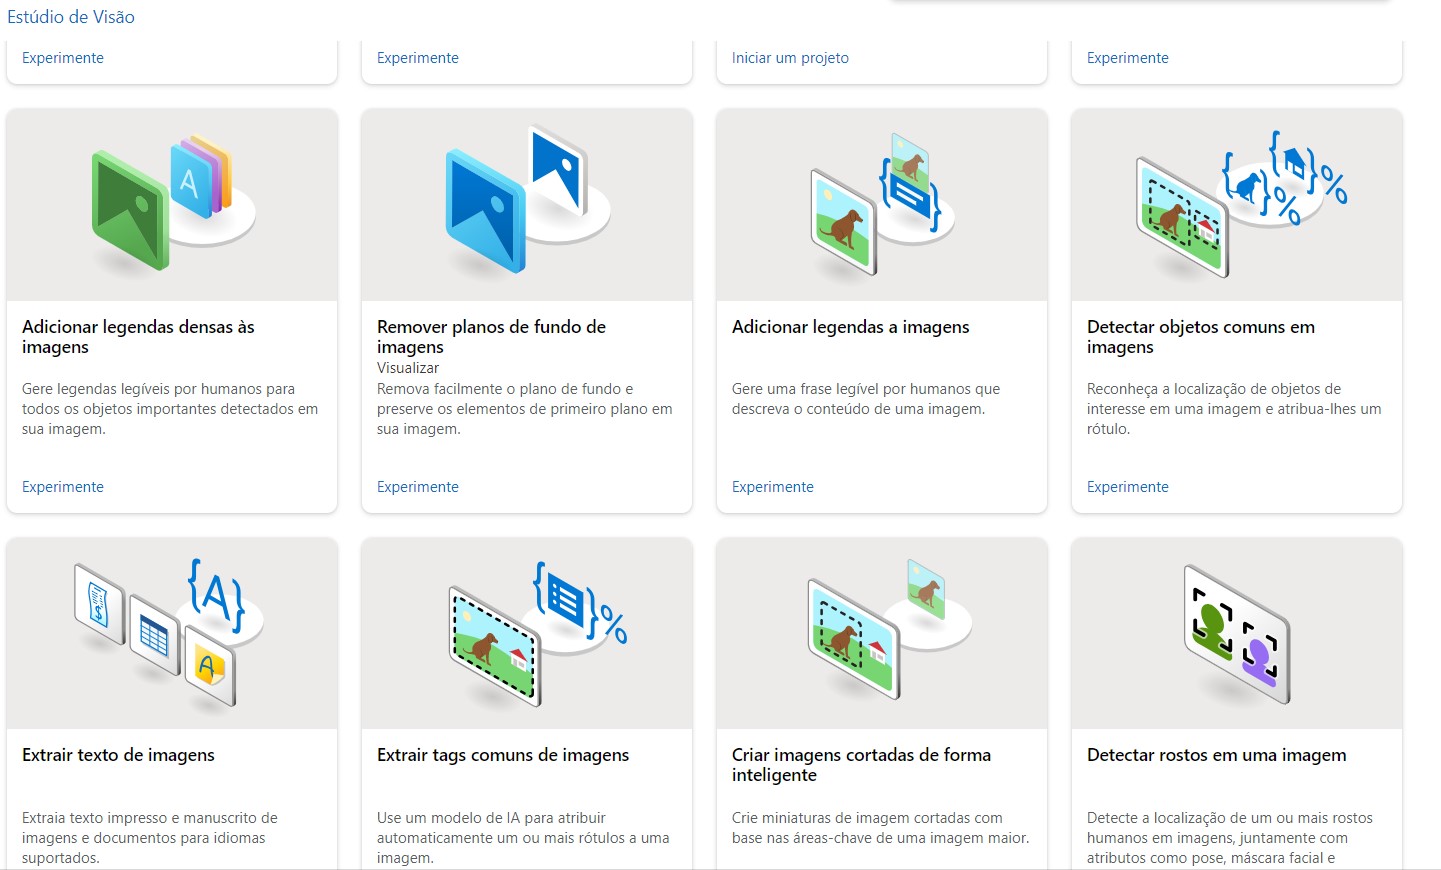 Estúdio de Visão
Experimente
Experimente
Iniciar um projeto
Experimente
A
Adicionar legendas densas às
imagens
Gere legendas legíveis por humanos para
todos os objetos importantes detectados em
sua imagem.
Experimente
Remover planos de fundo de
imagens
Visualizar
Remova facilmente o plano de fundo e
preserve os elementos de primeiro plano em
sua imagem.
Experimente
Adicionar legendas a imagens
Gere uma frase legível por humanos que
descreva o conteúdo de uma imagem.
Experimente
{ }%
{ }%
Detectar objetos comuns em
imagens
Reconheça a localização de objetos de
interesse em uma imagem e atribua-lhes um
rótulo.
Experimente
$
{A}
A
Extrair texto de imagens
Extraia texto impresso e manuscrito de
imagens e documentos para idiomas
suportados.
{ }%
Extrair tags comuns de imagens
Use um modelo de IA para atribuir
automaticamente um ou mais rótulos a uma
imagem.
Criar imagens cortadas de forma
inteligente
Crie miniaturas de imagem cortadas com
base nas áreas-chave de uma imagem maior.
Detectar rostos em uma imagem
Detecte a localização de um ou mais rostos
humanos em imagens, juntamente com
atributos como pose, máscara facial e